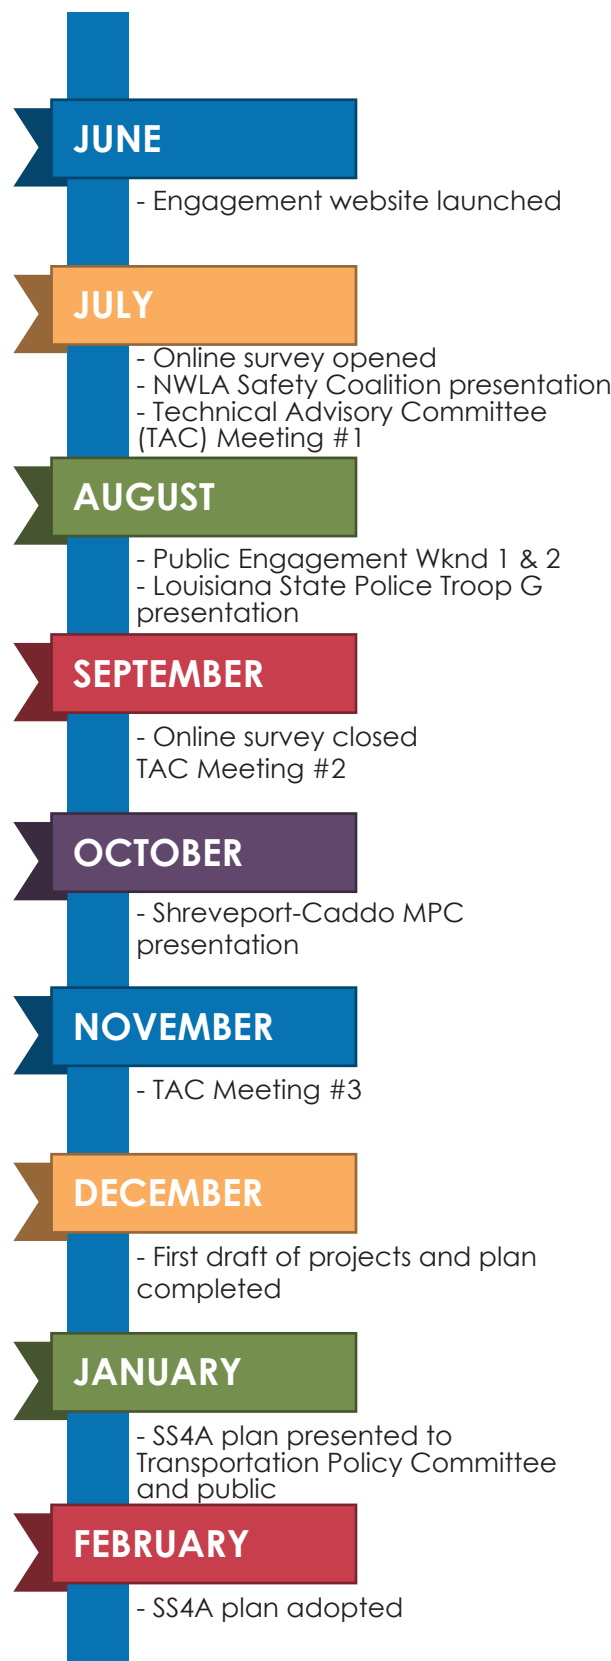 JUNE
- Engagement website launched
JULY
- Online survey opened
- NWLA Safety Coalition presentation
- Technical Advisory Committee
(TAC) Meeting #1
AUGUST
- Public Engagement Wknd 1 & 2
- Louisiana State Police Troop G
presentation
SEPTEMBER
- Online survey closed
TAC Meeting #2
OCTOBER
- Shreveport-Caddo MPC
presentation
NOVEMBER
- TAC Meeting #3
DECEMBER
- First draft of projects and plan
completed
JANUARY
- SS4A plan presented to
Transportation Policy Committee
and public
FEBRUARY
- SS4A plan adopted